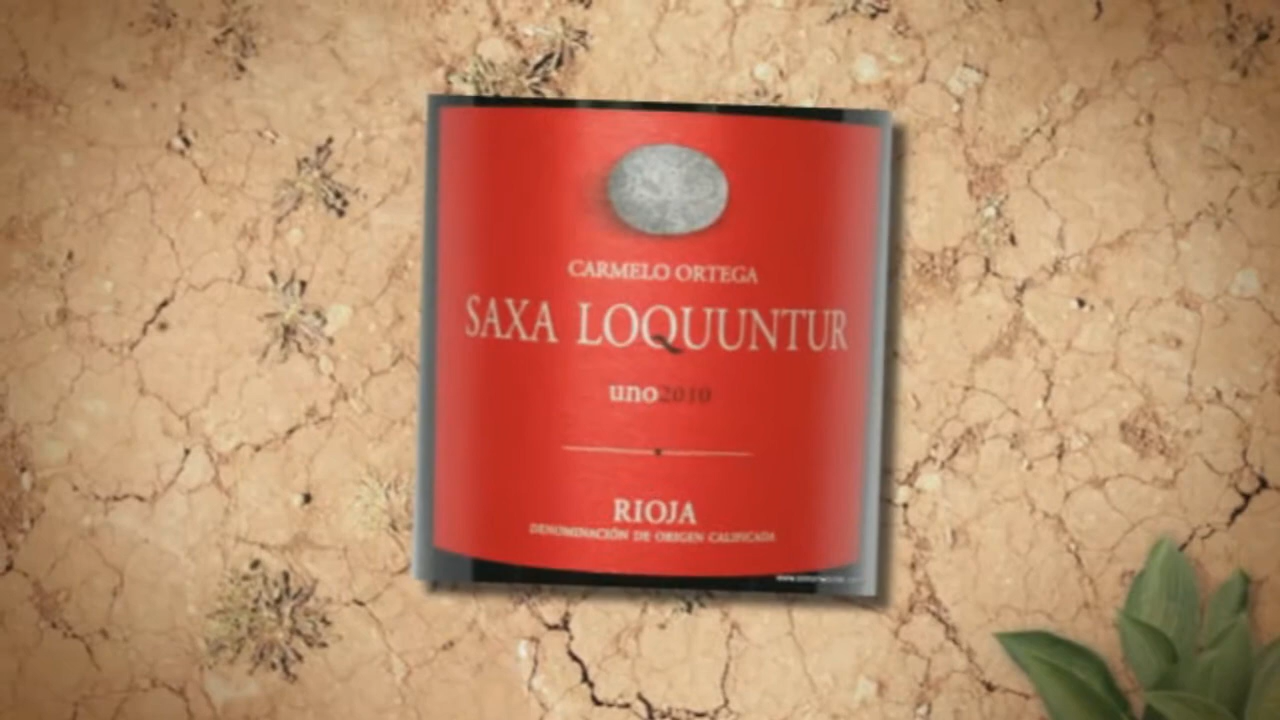 CARMELO ORTEGA
SAXA LOQUUNTUR
uno2010
RIOJA
DENOMINACIÓN DE ORIGEN CALIFICADA